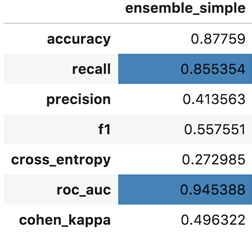 ensemble_simple
accuracy 0.87759
recall 0.855354
precision 0.413563
f1 0.557551
cross_entropy 0.272985
roc_auc 0.945388
cohen_kappa 0.496322